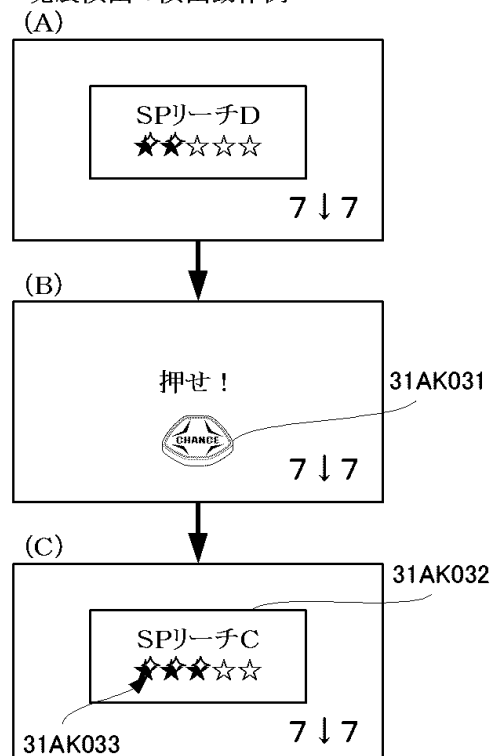 (A)
SPリーチD
★★☆☆☆
7↓7
(B)
押せ！
31AK031
CHANCE
7↓7
(C)
31AK032
SPリーチC
★★★☆☆
31AK033
7↓7